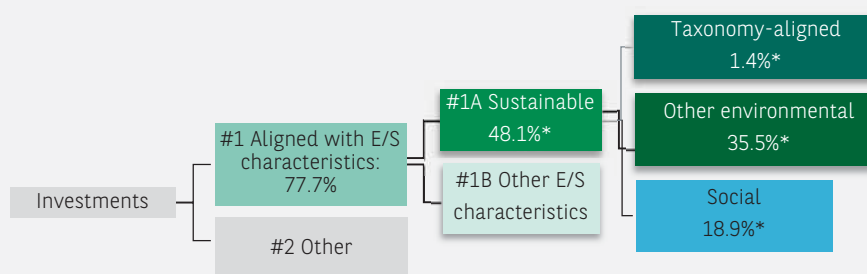 Taxonomy-aligned
1.4%*
#1A Sustainable
48.1%*
Other environmental
35.5%*
#1 Aligned with E/S
characteristics:
77.7%
#1B Other E/S
characteristics
Investments
Social
18.9%*
#2 Other